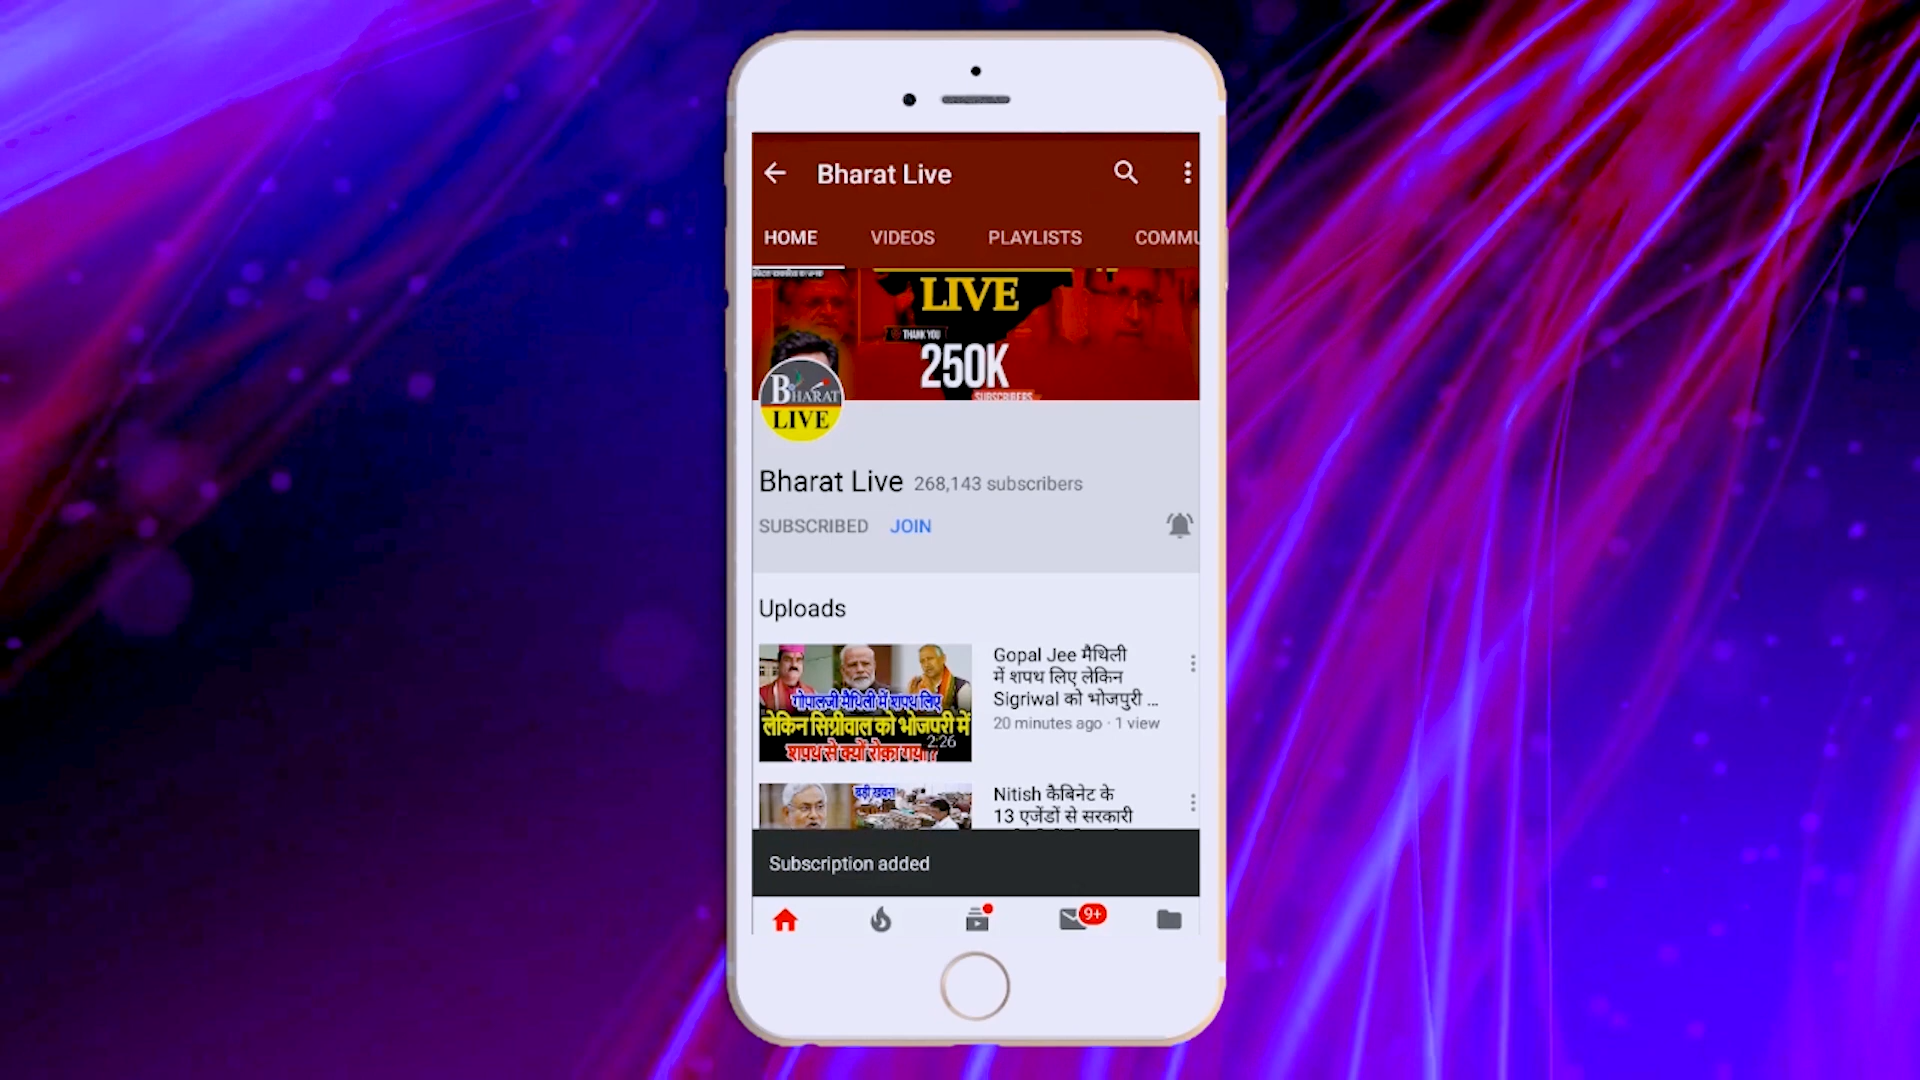 Bharat Live
HOME VIDEOS PLAYLISTS COMMU
LIVE
THANK YOU
250K
SUBSCRIBERS
BHARAT
LIVE
Bharat Live 268,143 subscribers
SUBSCRIBED JOIN
Uploads
गोपालजी मैथिली में शपथ लिए
लेकिन सिग्रीवाल को भोजपुरी में
शपथ से क्यों रोका गया
2:26
Gopal Jee मैथिली
में शपथ लिए लेकिन
Sigriwal को भोजपुरी ...
20 minutes ago · 1 view
बड़ी खबर
Nitish कैबिनेट के
13 एजेंडों से सरकारी
Subscription added
9+